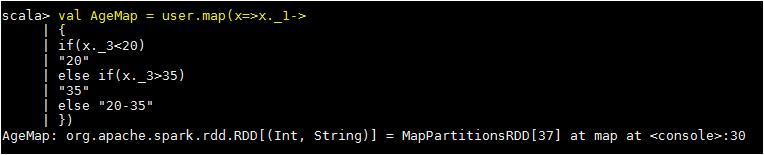 scala> val AgeMap = user.map(x=>x._1->
| {
| if(x._3<20)
| "20"
| else if(x._3>35)
| "35"
| else "20-35"
| })
AgeMap: org.apache.spark.rdd.RDD[(Int, String)] = MapPartitionsRDD[37] at map at <console>:30